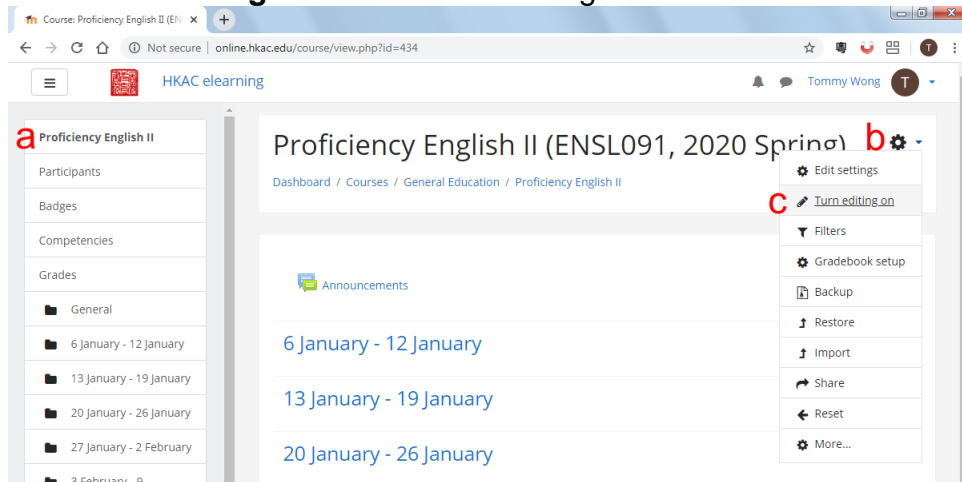 Course: Proficiency English II (EN
Not secure | online.hkac.edu/course/view.php?id=434
T
HKAC elearning
Tommy Wong
T
a
Proficiency English II
Participants
Badges
Competencies
Grades
General
6 January - 12 January
13 January - 19 January
20 January - 26 January
27 January - 2 February
Proficiency English II (ENSL091, 2020 Spring)
b
Dashboard / Courses / General Education / Proficiency English II
Edit settings
c
Turn editing on
Filters
Gradebook setup
Backup
Restore
Import
Share
Reset
More...
Announcements
6 January - 12 January
13 January - 19 January
20 January - 26 January